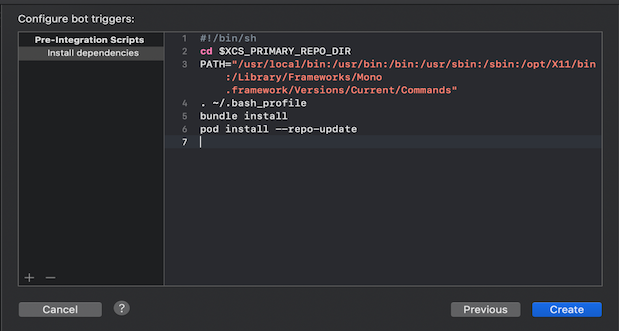 Configure bot triggers:
Pre-Integration Scripts
Install dependencies
1 #!/bin/sh
2 cd $XCS_PRIMARY_REPO_DIR
3 PATH="/usr/local/bin:/usr/bin:/bin:/usr/sbin:/sbin:/opt/X11/bin
:/Library/Frameworks/Mono
.framework/Versions/Current/Commands"
4 . ~/.bash_profile
5 bundle install
6 pod install --repo-update
7
+ −
Cancel ? Previous Create